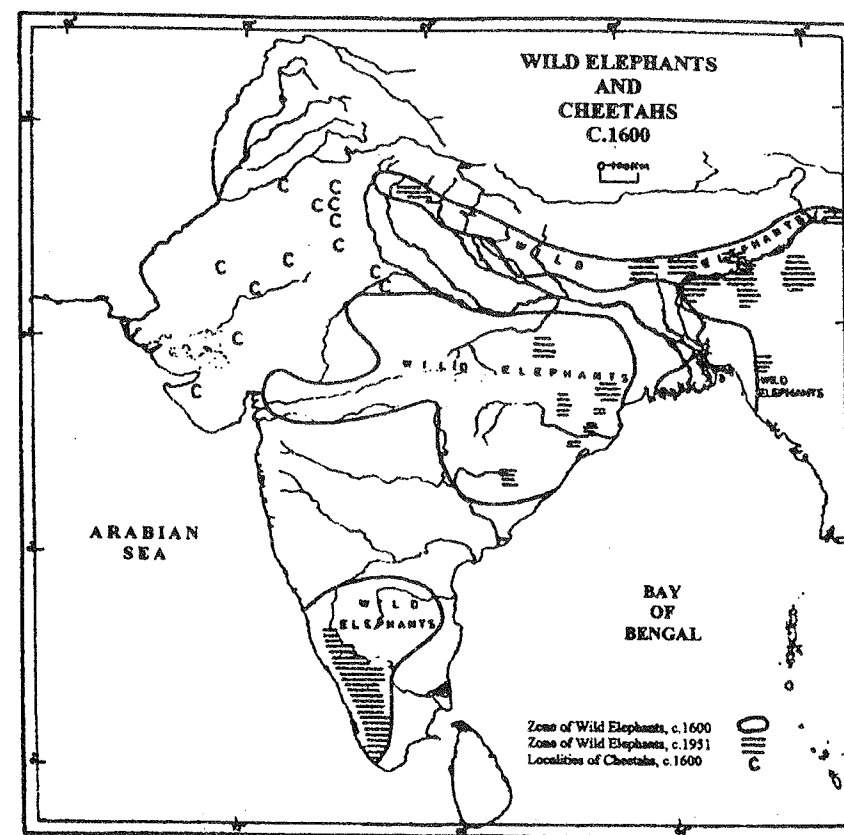 WILD ELEPHANTS
AND
CHEETAHS
C.1600
C
C
C C
C
C
C
C
C
C
C
C
C
C
WILD
ELEPHANTS
WILD ELEPHANTS
WILD
ELEPHANTS
ARABIAN
SEA
WILD
ELEPHANTS
BAY
OF
BENGAL
Zone of Wild Elephants, c.1600
Zone of Wild Elephants, c.1951
Localities of Cheetahs, c.1600
C